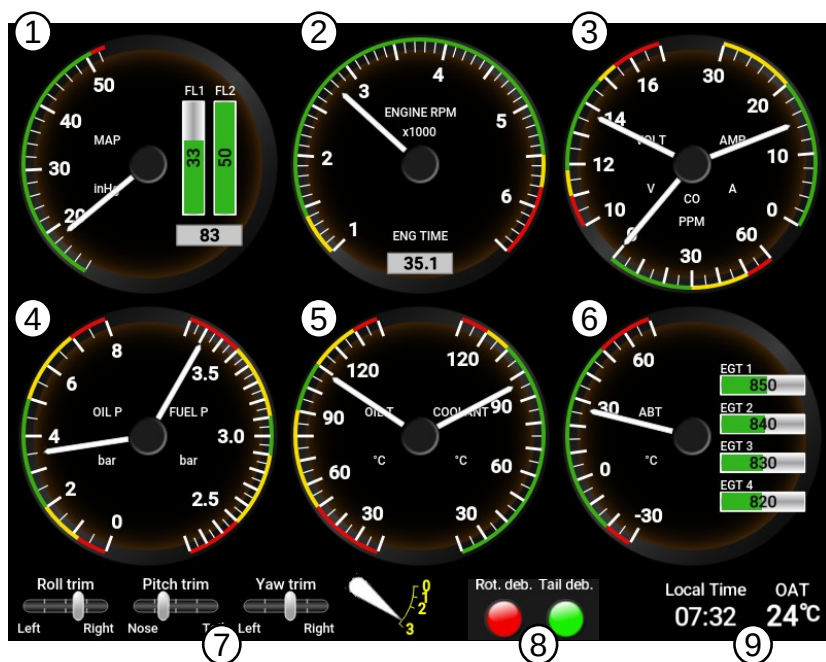 1
2
3
50
40
30
20
MAP
inHg
FL1 FL2
33
50
83
1
2
3
4
5
6
ENGINE RPM
x1000
ENG TIME
35.1
16
14
12
10
VOLT
V
30
20
10
0
AMP
A
CO
PPM
0
30
60
4
5
6
8
6
4
2
0
OIL P
bar
3.5
3.0
2.5
FUEL P
bar
120
90
60
30
OIL T
°C
120
90
60
30
COOLANT
°C
60
30
0
-30
ABT
°C
EGT 1
850
EGT 2
840
EGT 3
830
EGT 4
820
Roll trim
Left Right
Pitch trim
Nose
Yaw trim
Left Right
0
1
2
3
Rot. deb. Tail deb.
Local Time OAT
07:32 24°C
7
8
9